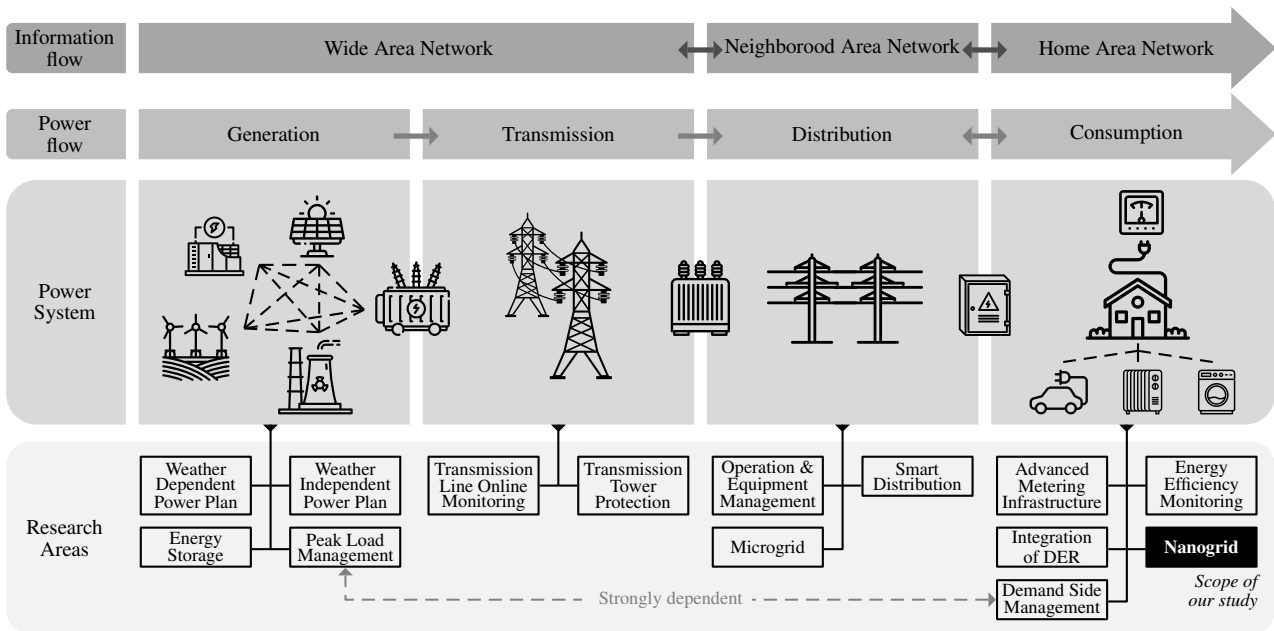 Information
flow
Wide Area Network
Neighborood Area Network
Home Area Network
Power
flow
Generation
Transmission
Distribution
Consumption
Power
System
Research
Areas
Weather
Dependent
Power Plan
Weather
Independent
Power Plan
Energy
Storage
Peak Load
Management
Transmission
Line Online
Monitoring
Transmission
Tower
Protection
Operation &
Equipment
Management
Smart
Distribution
Microgrid
Advanced
Metering
Infrastructure
Energy
Efficiency
Monitoring
Integration
of DER
Nanogrid
Scope of
our study
Demand Side
Management
Strongly dependent